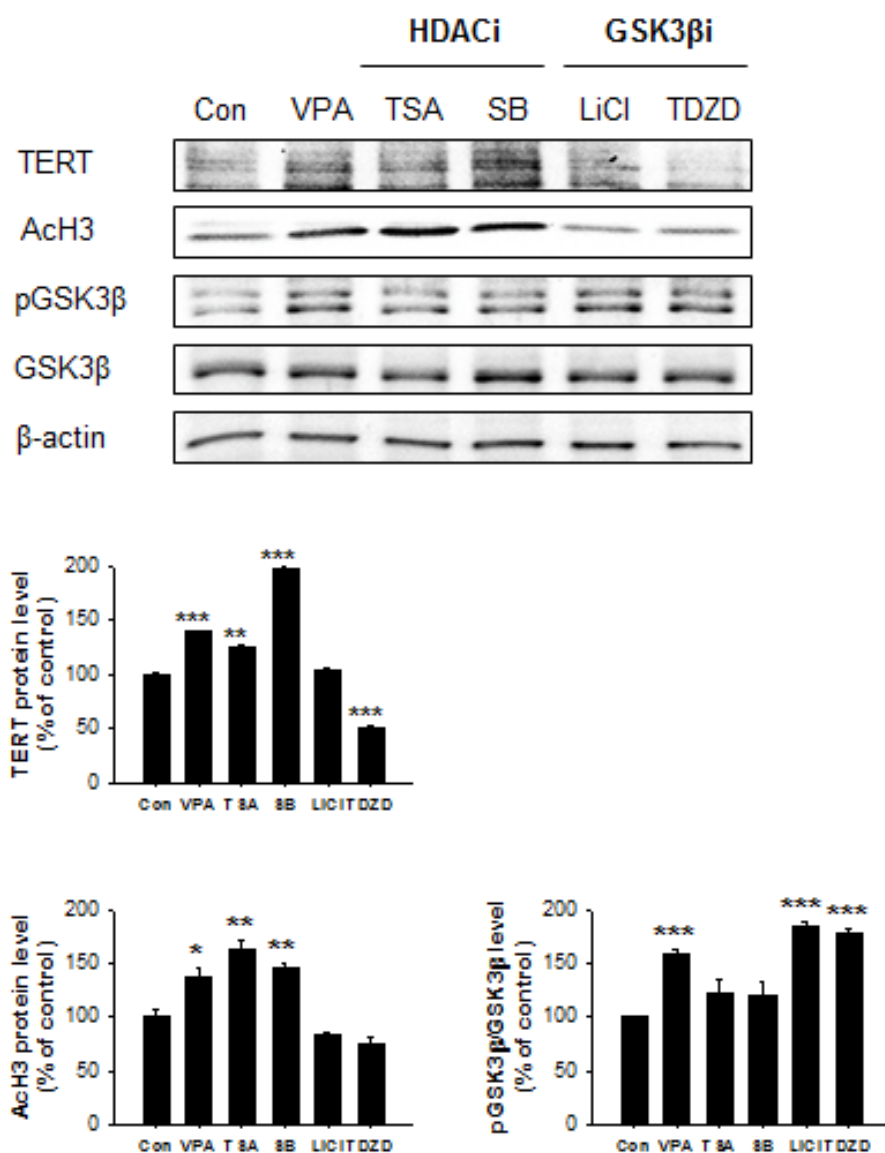 HDACi GSK3βi
Con VPA TSA SB LiCl TDZD
TERT
AcH3
pGSK3β
GSK3β
β-actin
TERT protein level
(% of control)
200
150
100
50
0
***
**
***
***
Con VPA TSA SB LICl TDZD
AcH3 protein level
(% of control)
200
150
100
50
0
*
**
**
Con VPA TSA SB LICl TDZD
pGSK3β/GSK3β level
(% of control)
200
150
100
50
0
***
***
***
Con VPA TSA SB LICl TDZD